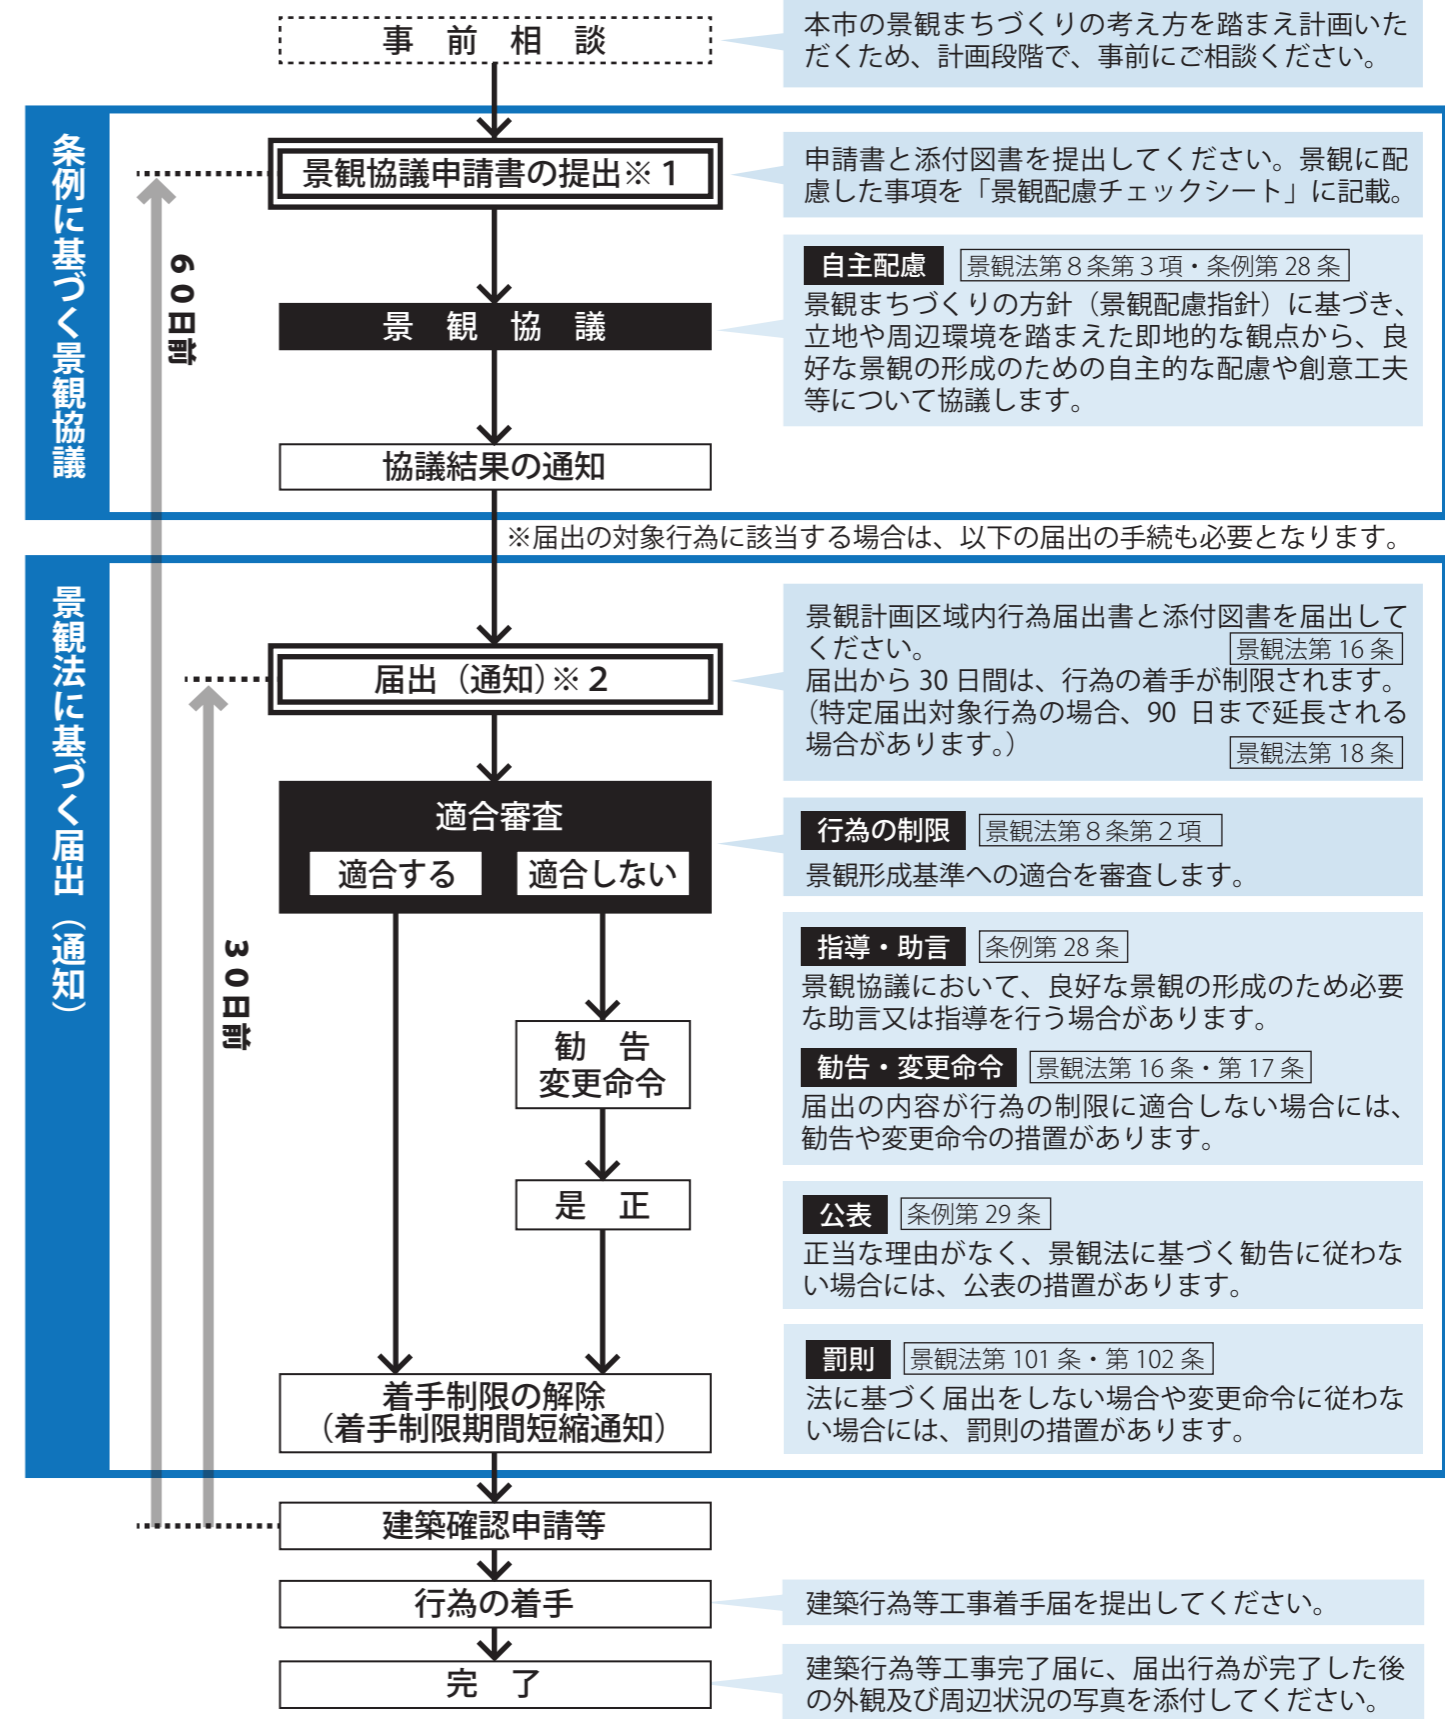 事前相談
本市の景観まちづくりの考え方を踏まえ計画いた
だくため、計画段階で、事前にご相談ください。
条例に基づく景観協議
60日前
景観協議申請書の提出※1
申請書と添付図書を提出してください。景観に配
慮した事項を「景観配慮チェックシート」に記載。
景観協議
自主配慮 景観法第8条第3項・条例第28条
景観まちづくりの方針（景観配慮指針）に基づき、
立地や周辺環境を踏まえた即地的な観点から、良
好な景観の形成のための自主的な配慮や創意工夫
等について協議します。
協議結果の通知
※届出の対象行為に該当する場合は、以下の届出の手続も必要となります。
景観法に基づく届出（通知）
30日前
届出（通知）※2
景観計画区域内行為届出書と添付図書を届出して
ください。 景観法第16条
届出から30日間は、行為の着手が制限されます。
（特定届出対象行為の場合、90日まで延長される
場合があります。） 景観法第18条
適合審査
適合する 適合しない
行為の制限 景観法第8条第2項
景観形成基準への適合を審査します。
指導・助言 条例第28条
景観協議において、良好な景観の形成のため必要
な助言又は指導を行う場合があります。
勧告
変更命令
勧告・変更命令 景観法第16条・第17条
届出の内容が行為の制限に適合しない場合には、
勧告や変更命令の措置があります。
是正
公表 条例第29条
正当な理由がなく、景観法に基づく勧告に従わな
い場合には、公表の措置があります。
着手制限の解除
（着手制限期間短縮通知）
罰則 景観法第101条・第102条
法に基づく届出をしない場合や変更命令に従わな
い場合には、罰則の措置があります。
建築確認申請等
行為の着手
建築行為等工事着手届を提出してください。
完了
建築行為等工事完了届に、届出行為が完了した後
の外観及び周辺状況の写真を添付してください。